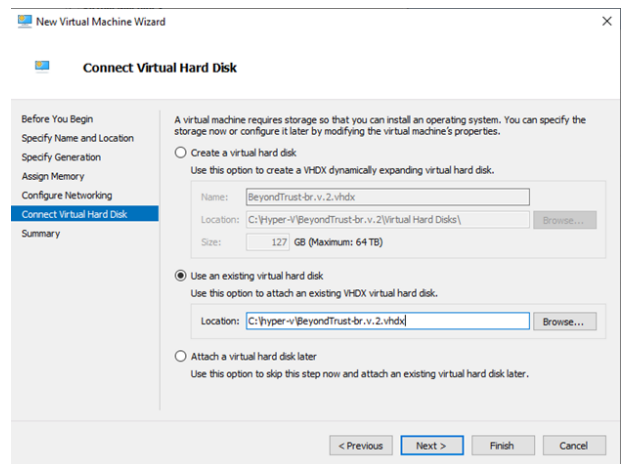 New Virtual Machine Wizard
Connect Virtual Hard Disk
Before You Begin
Specify Name and Location
Specify Generation
Assign Memory
Configure Networking
Connect Virtual Hard Disk
Summary
A virtual machine requires storage so that you can install an operating system. You can specify the
storage now or configure it later by modifying the virtual machine's properties.
Create a virtual hard disk
Use this option to create a VHDX dynamically expanding virtual hard disk.
Name: BeyondTrust-br.v.2.vhdx
Location: C:\Hyper-V\BeyondTrust-br.v.2\Virtual Hard Disks\ Browse...
Size: 127 GB (Maximum: 64 TB)
Use an existing virtual hard disk
Use this option to attach an existing VHDX virtual hard disk.
Location: C:\hyper-v\BeyondTrust-br.v.2.vhdx Browse...
Attach a virtual hard disk later
Use this option to skip this step now and attach an existing virtual hard disk later.
< Previous Next > Finish Cancel